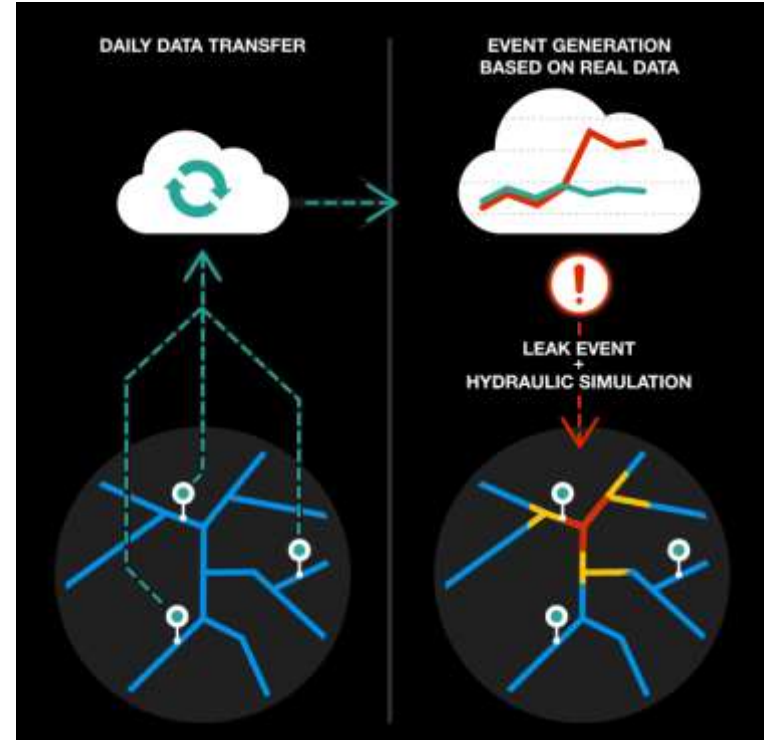 DAILY DATA TRANSFER
EVENT GENERATION
BASED ON REAL DATA
!
LEAK EVENT
+
HYDRAULIC SIMULATION